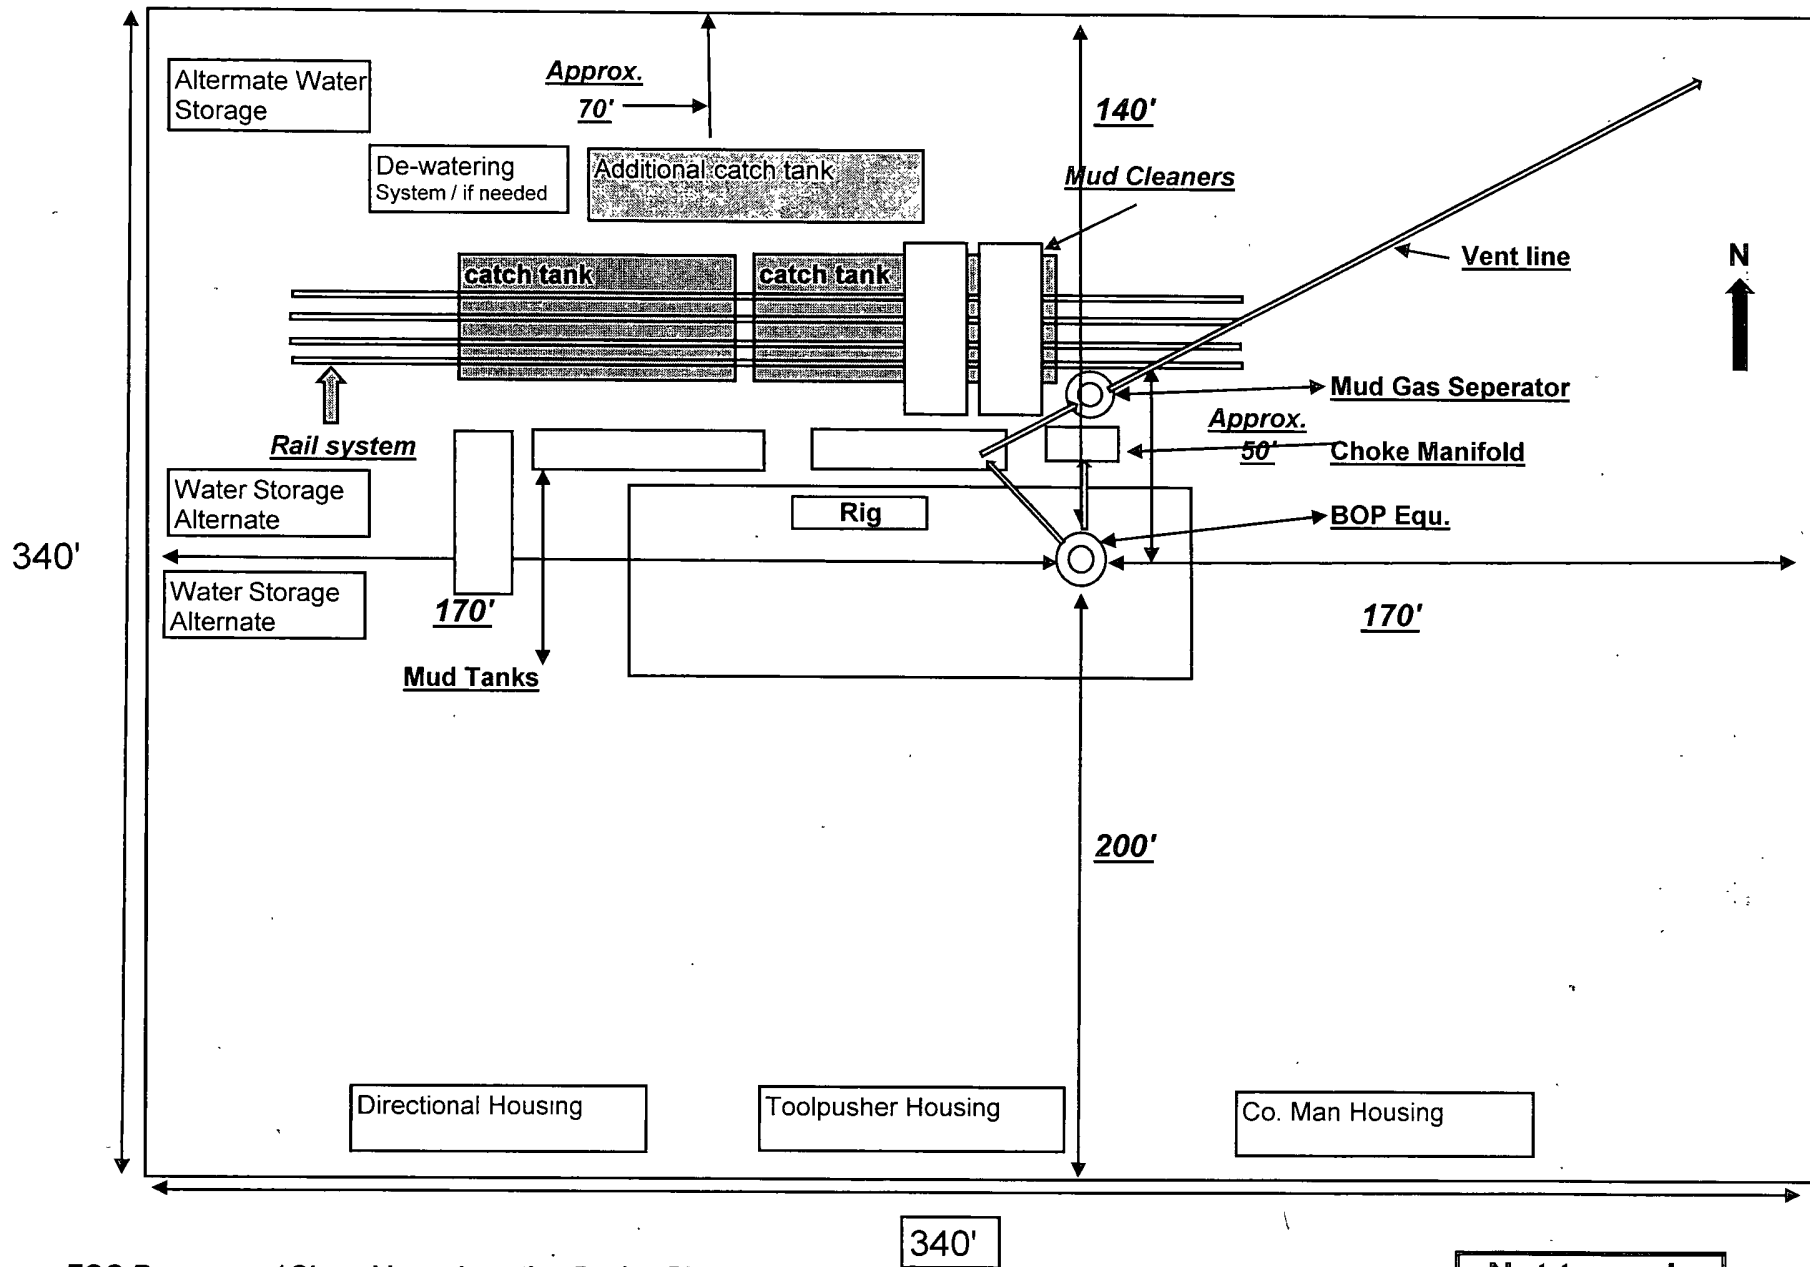 Altermate Water
Storage
Approx.
70'
140'
De-watering
System / if needed
Additional catch tank
Mud Cleaners
Vent line
N
catch tank
catch tank
Mud Gas Seperator
Rail system
Approx.
50'
Choke Manifold
Water Storage
Alternate
Rig
BOP Equ.
340'
Water Storage
Alternate
170'
170'
Mud Tanks
200'
Directional Housing
Toolpusher Housing
Co. Man Housing
340'